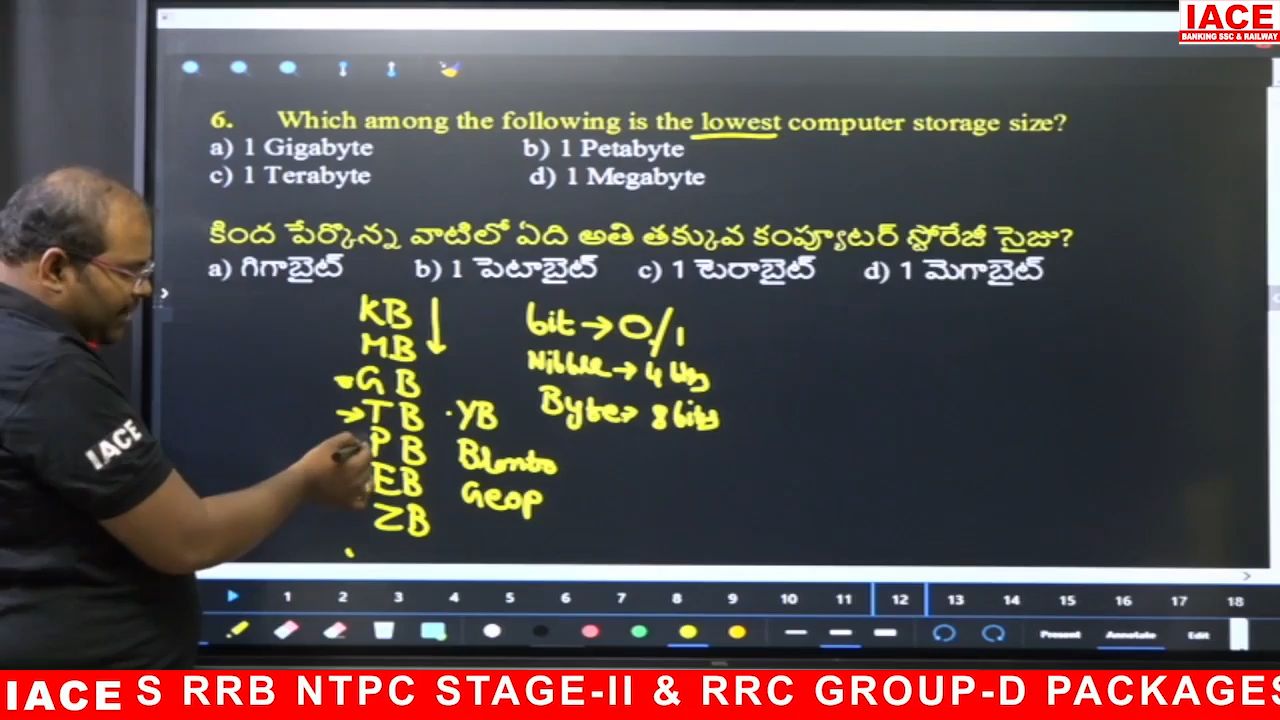 IACE
BANKING SSC & RAILWAY
6. Which among the following is the lowest computer storage size?
a) 1 Gigabyte b) 1 Petabyte
c) 1 Terabyte d) 1 Megabyte
కింద పేర్కొన్న వాటిలో ఏది అతి తక్కువ కంప్యూటర్ స్టోరేజీ సైజు?
a) గిగాబైట్ b) 1 పెటాబైట్ c) 1 టెరాబైట్ d) 1 మెగాబైట్
KB bit → 0/1
MB Nibble → 4 bits
GB Byte → 8 bits
TB YB
PB Bronto
EB Geop
ZB
IACE
1 2 3 4 5 6 7 8 9 10 11 12 13 14 15 16 17 18
Present Annotate Edit
IACE S RRB NTPC STAGE-II & RRC GROUP-D PACKAGES